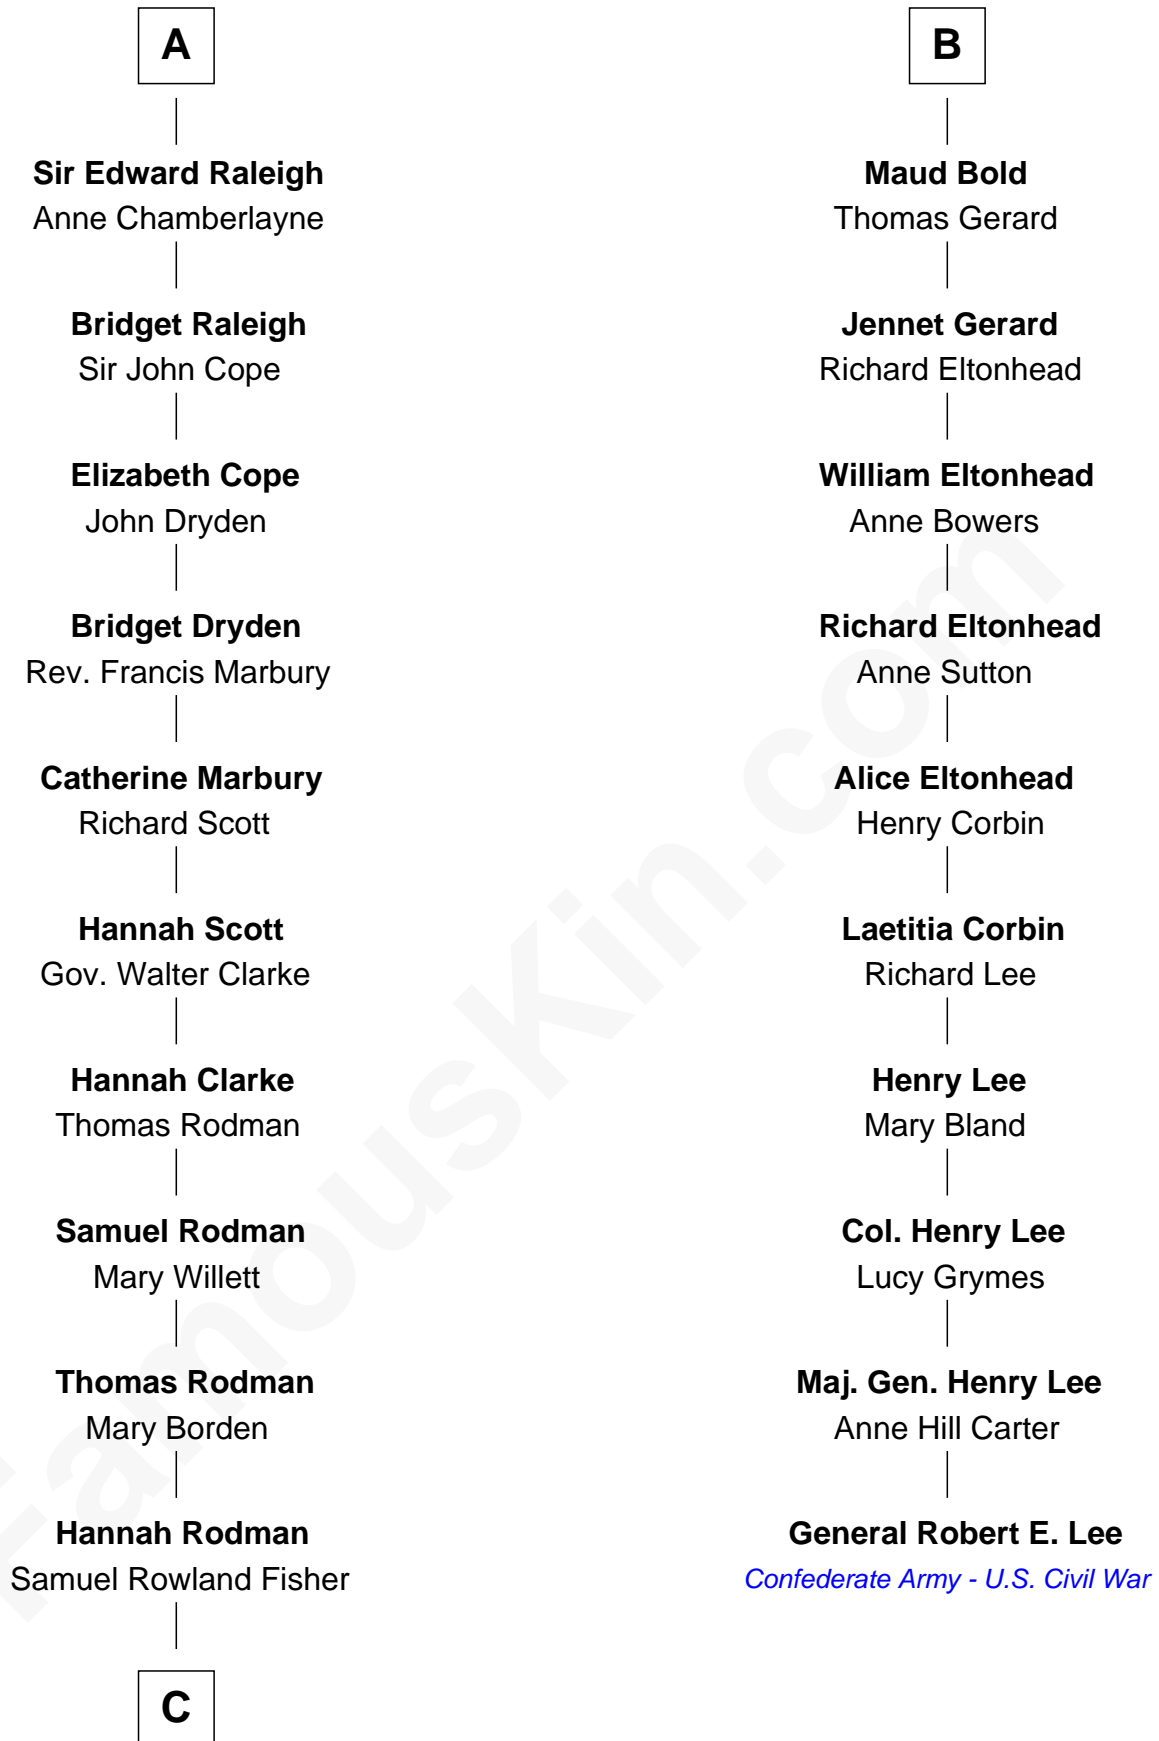 A
Sir Edward Raleigh
Anne Chamberlayne
Bridget Raleigh
Sir John Cope
Elizabeth Cope
John Dryden
Bridget Dryden
Rev. Francis Marbury
Catherine Marbury
Richard Scott
Hannah Scott
Gov. Walter Clarke
Hannah Clarke
Thomas Rodman
Samuel Rodman
Mary Willett
Thomas Rodman
Mary Borden
Hannah Rodman
Samuel Rowland Fisher
C
B
Maud Bold
Thomas Gerard
Jennet Gerard
Richard Eltonhead
William Eltonhead
Anne Bowers
Richard Eltonhead
Anne Sutton
Alice Eltonhead
Henry Corbin
Laetitia Corbin
Richard Lee
Henry Lee
Mary Bland
Col. Henry Lee
Lucy Grymes
Maj. Gen. Henry Lee
Anne Hill Carter
General Robert E. Lee
Confederate Army - U.S. Civil War
FamousKin.com